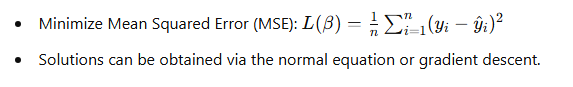 • Minimize Mean Squared Error (MSE): L(β) = 1/n ∑ⁿᵢ₌₁(yᵢ − ŷᵢ)²
• Solutions can be obtained via the normal equation or gradient descent.